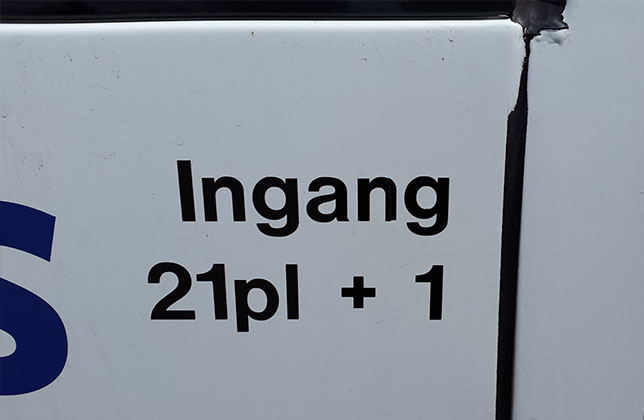 Ingang
21pl + 1
s